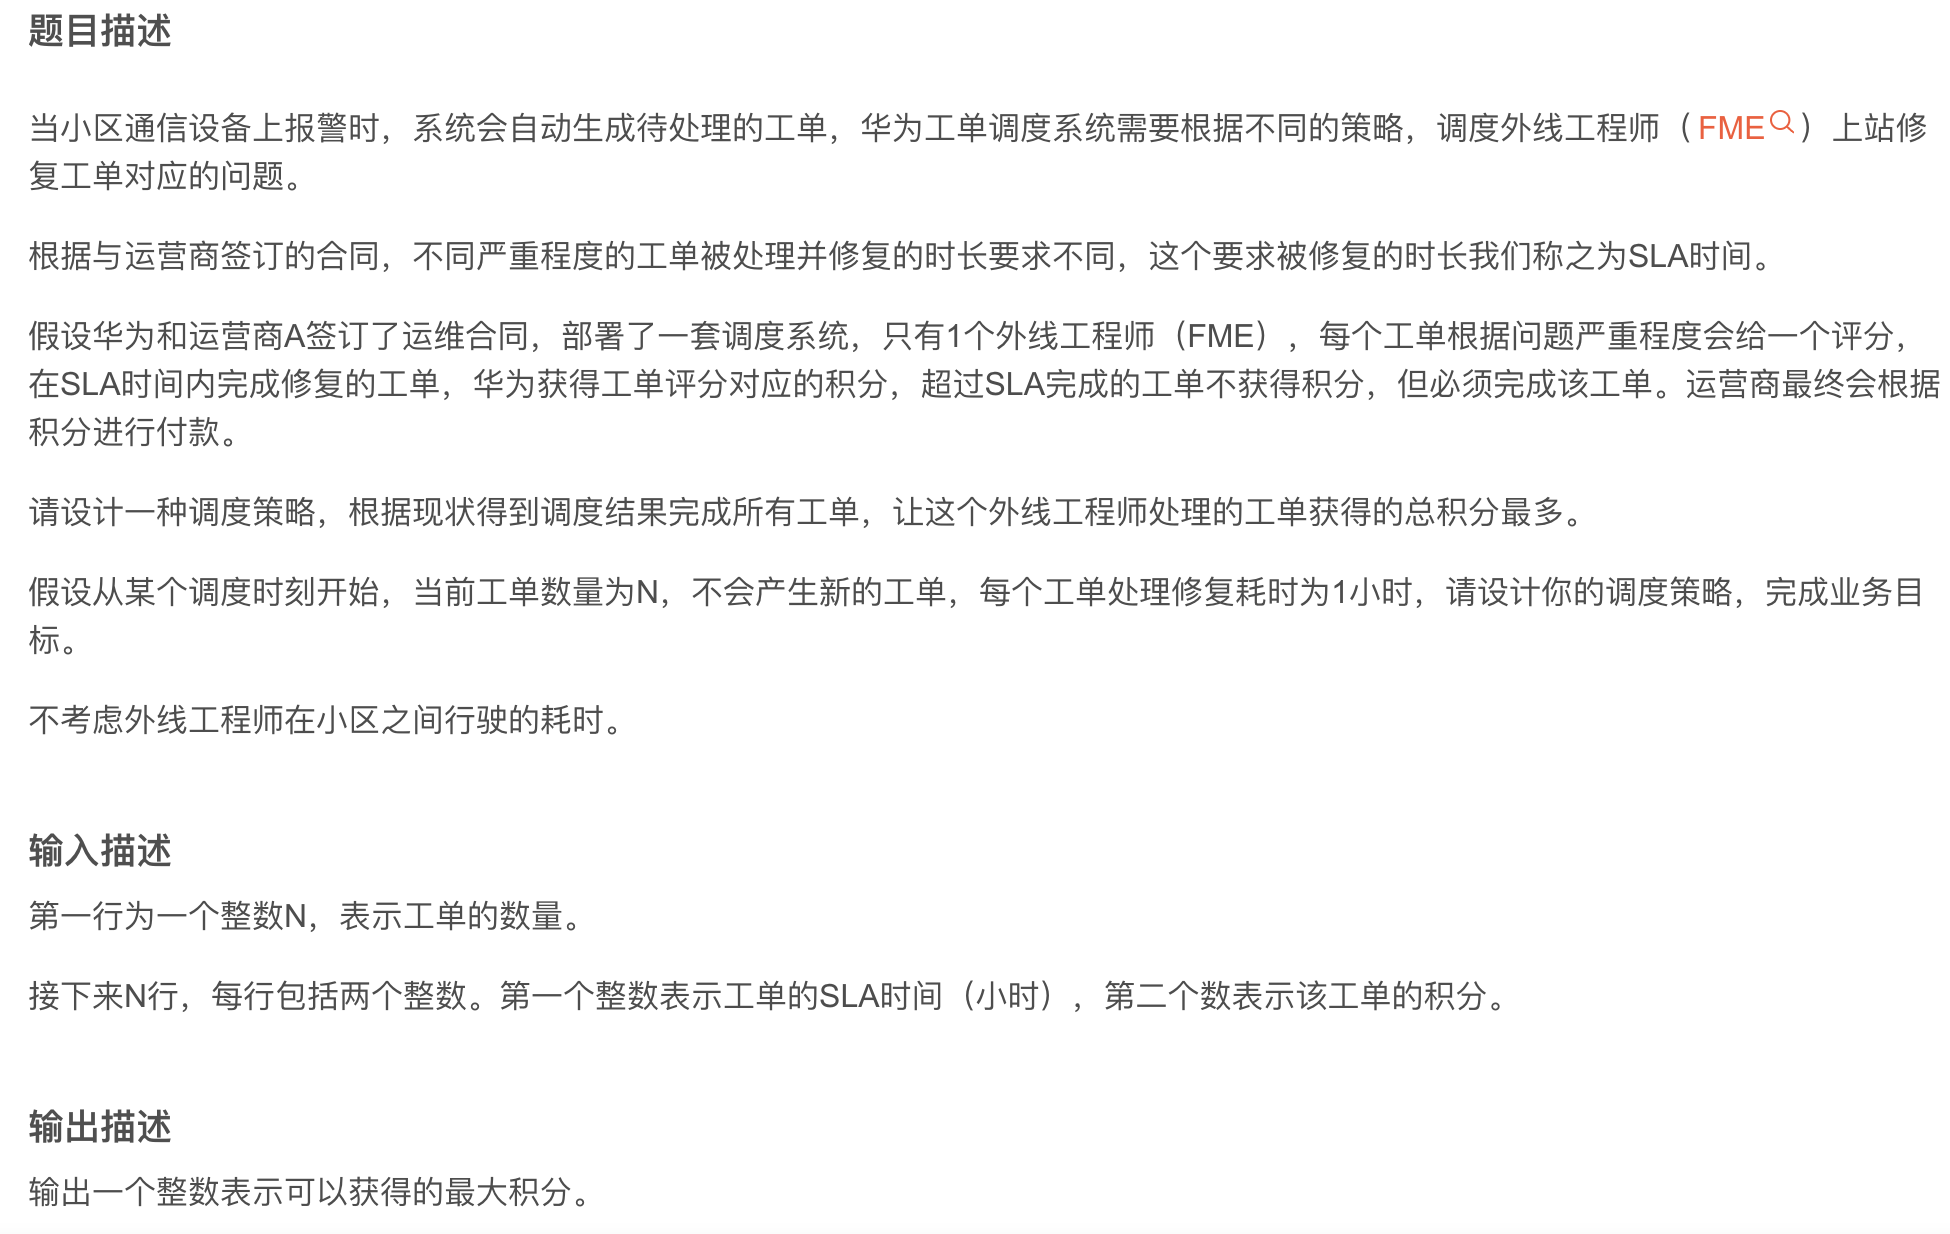 题目描述
当小区通信设备上报警时，系统会自动生成待处理的工单，华为工单调度系统需要根据不同的策略，调度外线工程师（FME）上站修
复工单对应的问题。
根据与运营商签订的合同，不同严重程度的工单被处理并修复的时长要求不同，这个要求被修复的时长我们称之为SLA时间。
假设华为和运营商A签订了运维合同，部署了一套调度系统，只有1个外线工程师（FME），每个工单根据问题严重程度会给一个评分，
在SLA时间内完成修复的工单，华为获得工单评分对应的积分，超过SLA完成的工单不获得积分，但必须完成该工单。运营商最终会根据
积分进行付款。
请设计一种调度策略，根据现状得到调度结果完成所有工单，让这个外线工程师处理的工单获得的总积分最多。
假设从某个调度时刻开始，当前工单数量为N，不会产生新的工单，每个工单处理修复耗时为1小时，请设计你的调度策略，完成业务目
标。
不考虑外线工程师在小区之间行驶的耗时。
输入描述
第一行为一个整数N，表示工单的数量。
接下来N行，每行包括两个整数。第一个整数表示工单的SLA时间（小时），第二个数表示该工单的积分。
输出描述
输出一个整数表示可以获得的最大积分。